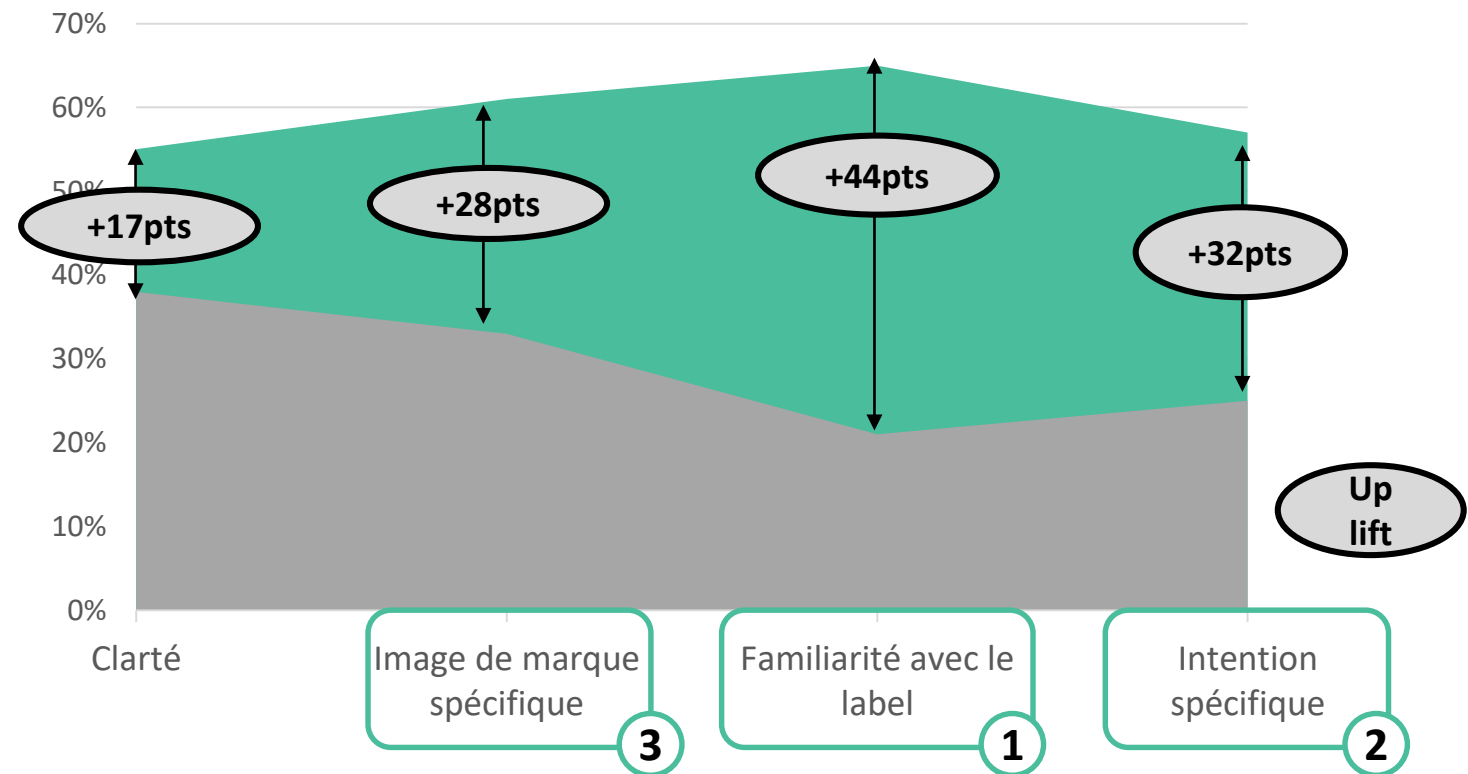 70%
60%
50%
40%
30%
20%
10%
0%
+17pts
+28pts
+44pts
+32pts
Up
lift
Clarté
Image de marque
spécifique
3
Familiarité avec le
label
1
Intention
spécifique
2